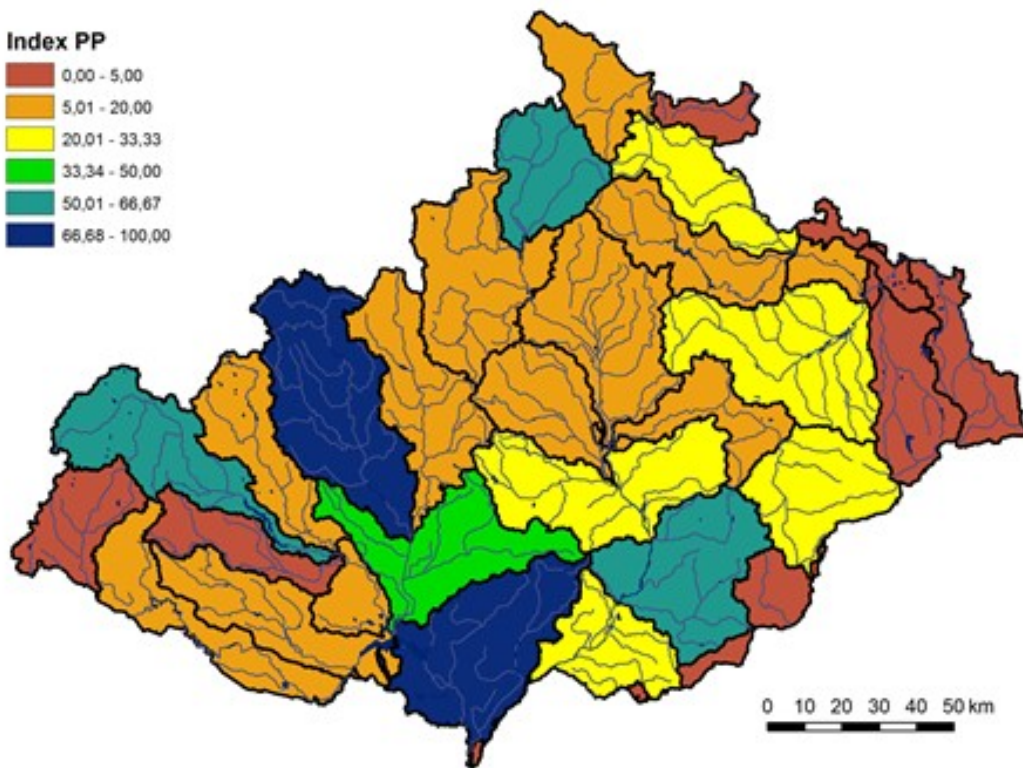 Index PP
0,00 - 5,00
5,01 - 20,00
20,01 - 33,33
33,34 - 50,00
50,01 - 66,67
66,68 - 100,00
0 10 20 30 40 50 km